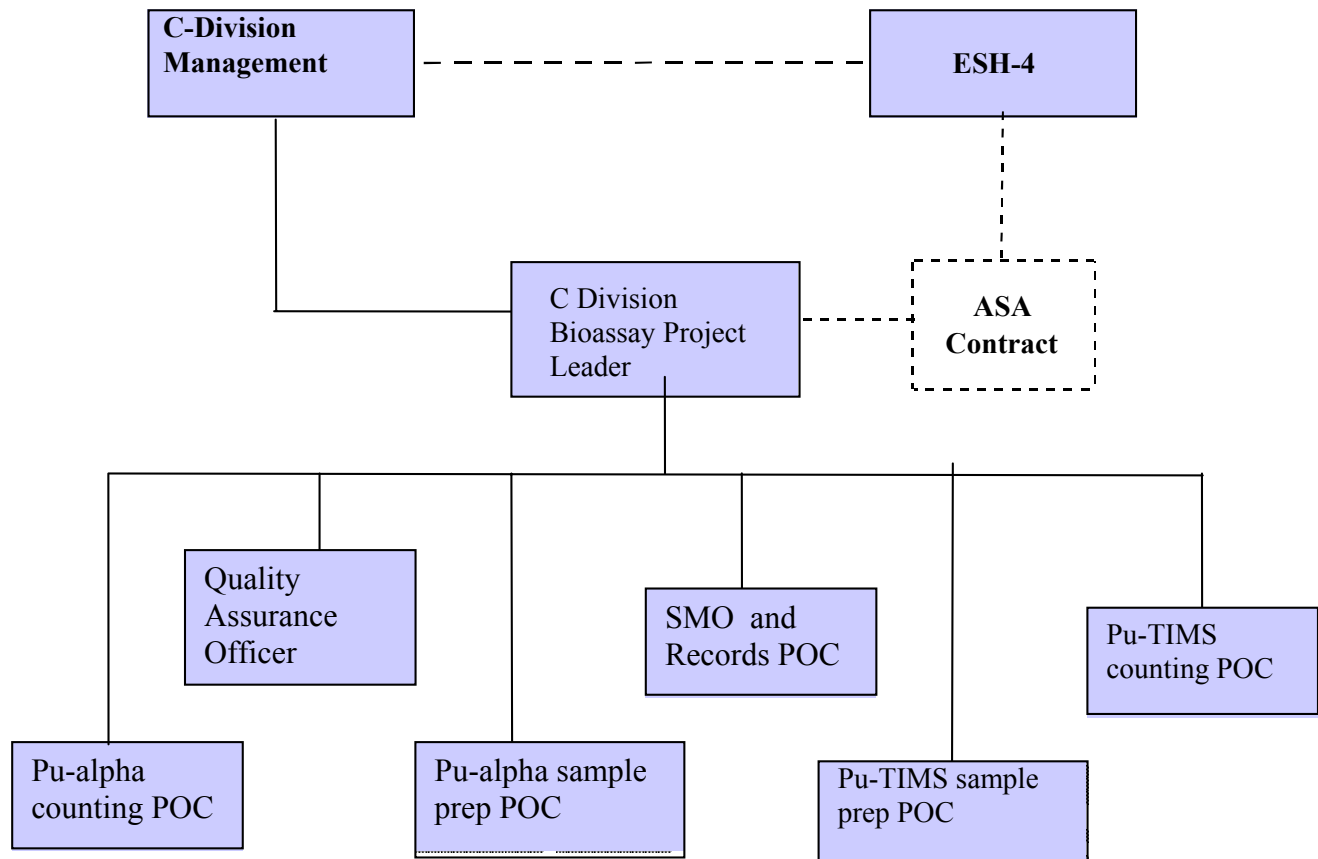 C-Division
Management
ESH-4
C Division
Bioassay Project
Leader
ASA
Contract
Quality
Assurance
Officer
SMO and
Records POC
Pu-TIMS
counting POC
Pu-alpha
counting POC
Pu-alpha sample
prep POC
Pu-TIMS sample
prep POC